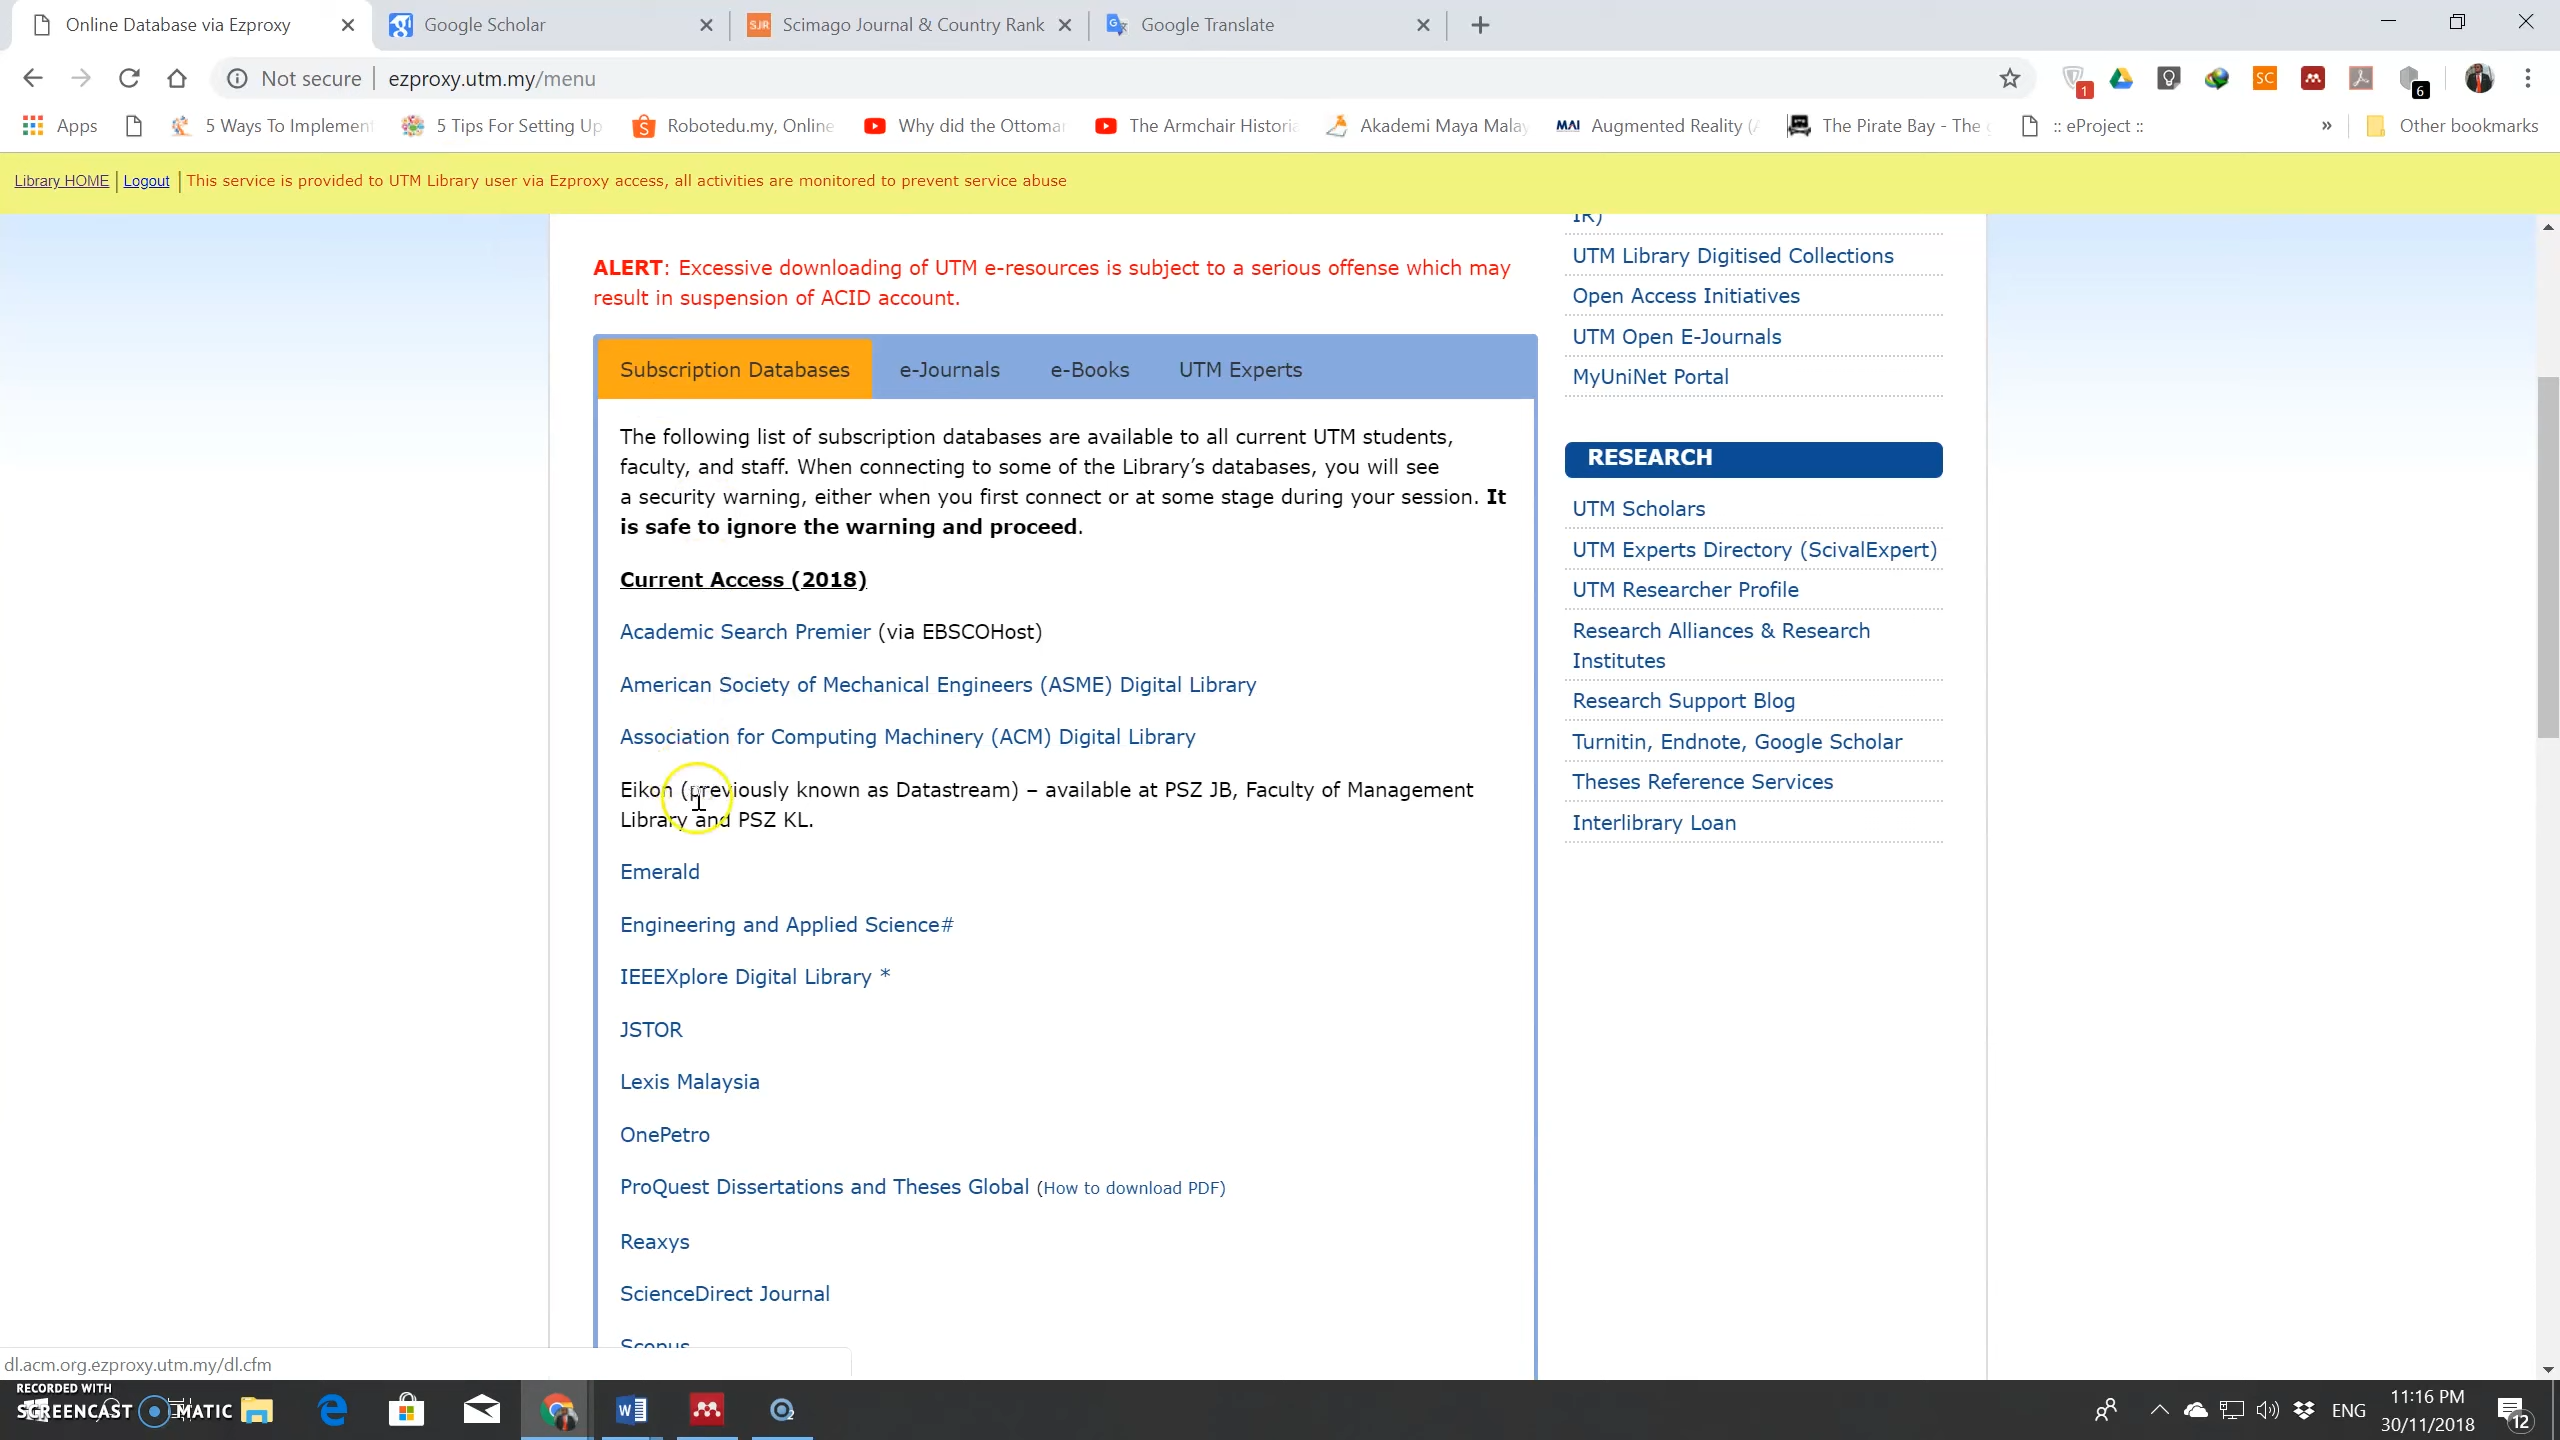 Online Database via Ezproxy
Google Scholar
SJR Scimago Journal & Country Rank
Google Translate
Not secure | ezproxy.utm.my/menu
SC
1
6
Apps
5 Ways To Implement
5 Tips For Setting Up
Robotedu.my, Online
Why did the Ottoma
The Armchair Historia
Akademi Maya Malay
MAI Augmented Reality (
The Pirate Bay - The
:: eProject ::
» Other bookmarks
Library HOME | Logout | This service is provided to UTM Library user via Ezproxy access, all activities are monitored to prevent service abuse
ALERT: Excessive downloading of UTM e-resources is subject to a serious offense which may
result in suspension of ACID account.
Subscription Databases e-Journals e-Books UTM Experts
The following list of subscription databases are available to all current UTM students,
faculty, and staff. When connecting to some of the Library’s databases, you will see
a security warning, either when you first connect or at some stage during your session. It
is safe to ignore the warning and proceed.
Current Access (2018)
Academic Search Premier (via EBSCOHost)
American Society of Mechanical Engineers (ASME) Digital Library
Association for Computing Machinery (ACM) Digital Library
Eikon (previously known as Datastream) – available at PSZ JB, Faculty of Management
Library and PSZ KL.
Emerald
Engineering and Applied Science#
IEEEXplore Digital Library *
JSTOR
Lexis Malaysia
OnePetro
ProQuest Dissertations and Theses Global (How to download PDF)
Reaxys
ScienceDirect Journal
Scopus
IR)
UTM Library Digitised Collections
Open Access Initiatives
UTM Open E-Journals
MyUniNet Portal
RESEARCH
UTM Scholars
UTM Experts Directory (ScivalExpert)
UTM Researcher Profile
Research Alliances & Research
Institutes
Research Support Blog
Turnitin, Endnote, Google Scholar
Theses Reference Services
Interlibrary Loan
dl.acm.org.ezproxy.utm.my/dl.cfm
RECORDED WITH
SCREENCAST MATIC
ENG
11:16 PM
30/11/2018
12